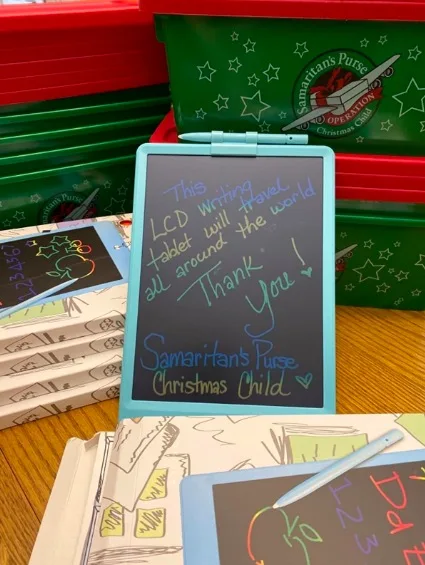 Samaritan's Purse
OPERATION
Christmas Child
This
LCD Writing
tablet will travel
all around the world
Thank
You!
Samaritan's Purse
Christmas Child
123456
123